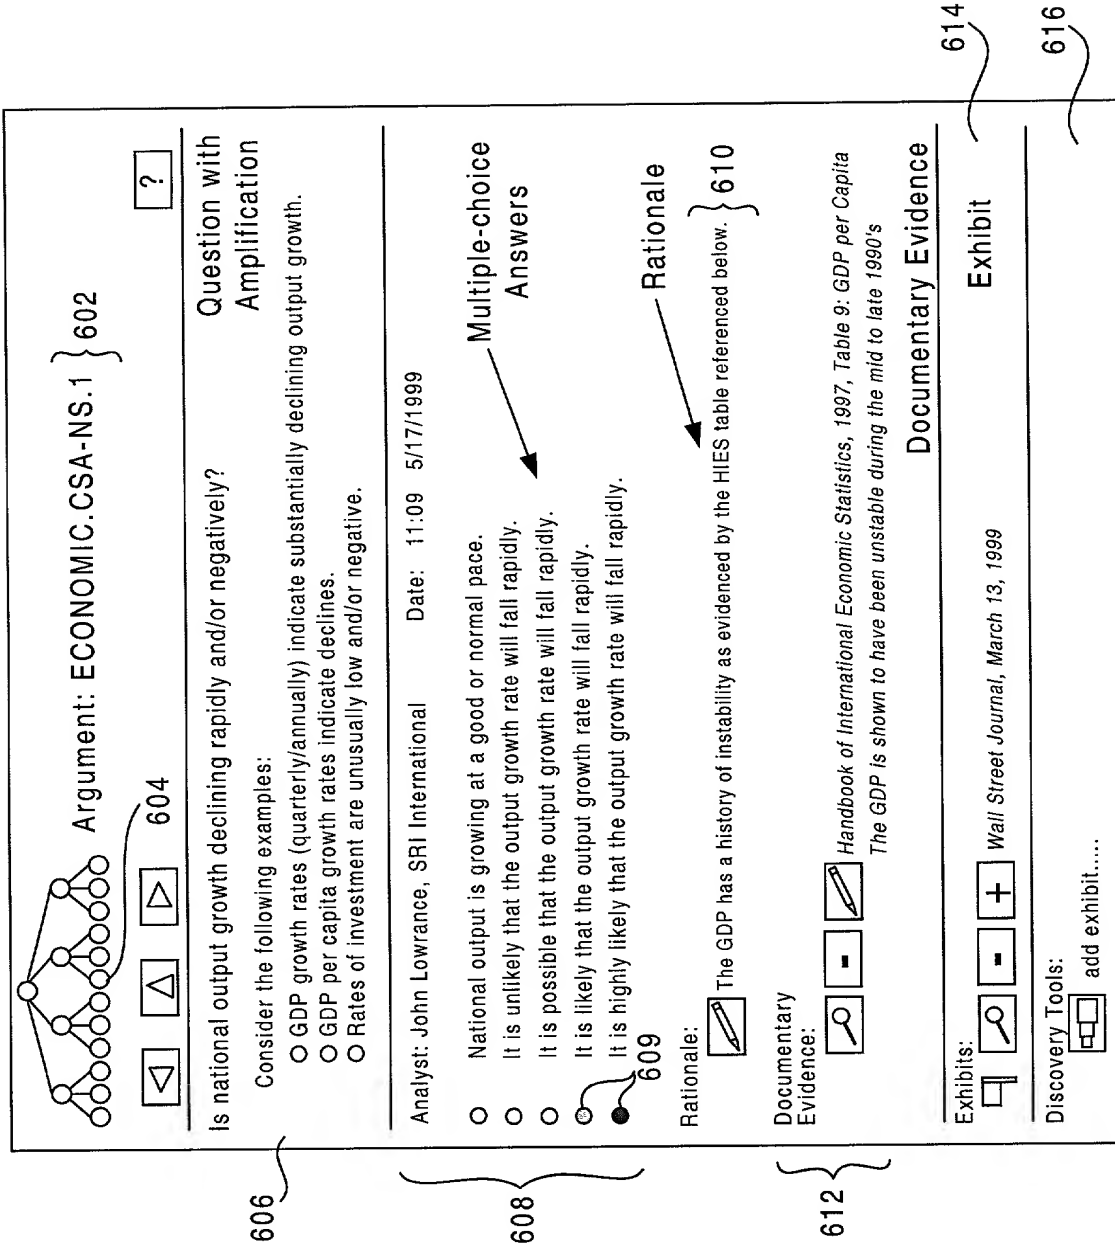 Argument: ECONOMIC.CSA-NS.1 602
604
?
Is national output growth declining rapidly and/or negatively?
Question with
Amplification
Consider the following examples:
GDP growth rates (quarterly/annually) indicate substantially declining output growth.
GDP per capita growth rates indicate declines.
Rates of investment are unusually low and/or negative.
606
Analyst: John Lowrance, SRI International Date: 11:09 5/17/1999
National output is growing at a good or normal pace.
It is unlikely that the output growth rate will fall rapidly.
It is possible that the output growth rate will fall rapidly.
It is likely that the output growth rate will fall rapidly.
It is highly likely that the output growth rate will fall rapidly.
Multiple-choice
Answers
608
609
Rationale:
Rationale
The GDP has a history of instability as evidenced by the HIES table referenced below. 610
Documentary
Evidence:
612
- Handbook of International Economic Statistics, 1997, Table 9: GDP per Capita
The GDP is shown to have been unstable during the mid to late 1990's
Documentary Evidence
Exhibits:
- + Wall Street Journal, March 13, 1999
Exhibit
614
Discovery Tools:
add exhibit.....
616